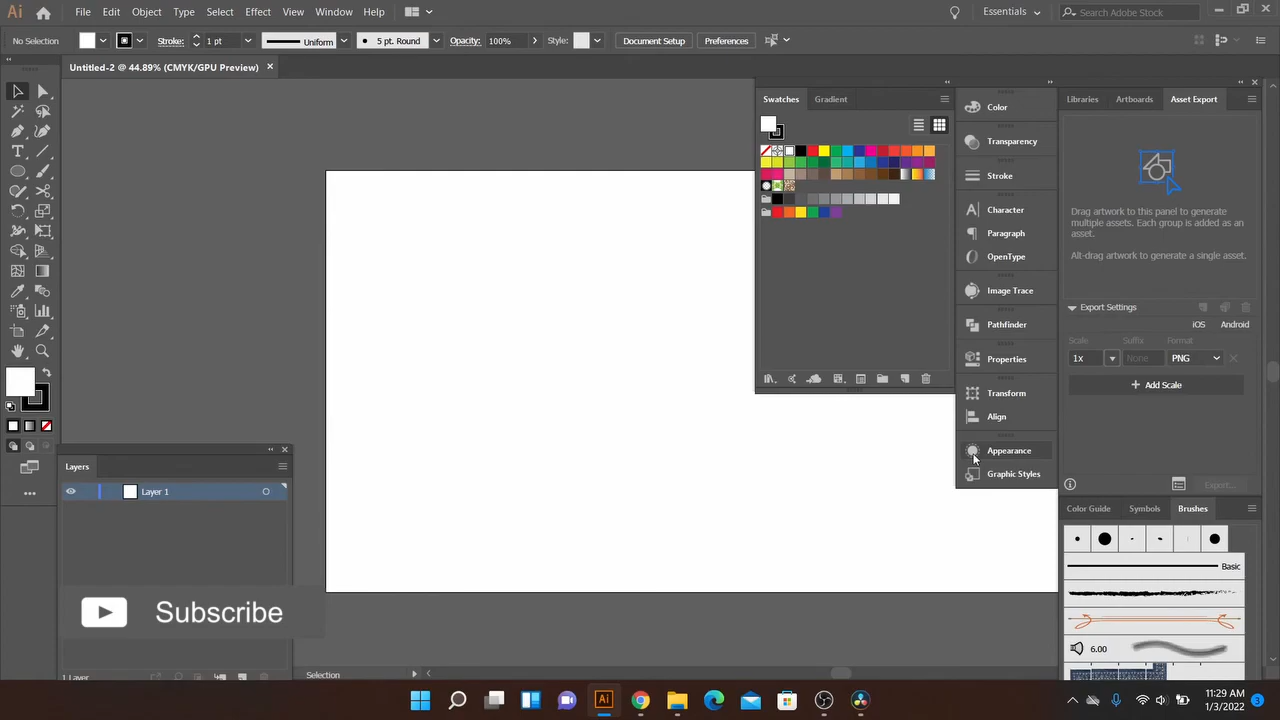 Ai File Edit Object Type Select Effect View Window Help Essentials Search Adobe Stock
No Selection Stroke: 1 pt Uniform 5 pt. Round Opacity: 100% Style: Document Setup Preferences
Untitled-2 @ 44.89% (CMYK/GPU Preview)
Swatches Gradient
Color
Transparency
Stroke
Character
Paragraph
OpenType
Image Trace
Pathfinder
Properties
Transform
Align
Appearance
Graphic Styles
Libraries Artboards Asset Export
Drag artwork to this panel to generate
multiple assets. Each group is added as an
asset.
Alt-drag artwork to generate a single asset.
Export Settings
iOS Android
Scale Suffix Format
1x None PNG
Add Scale
Export...
Color Guide Symbols Brushes
Basic
6.00
Layers
Layer 1
Subscribe
1 Layer
Selection
Ai
11:29 AM
1/3/2022
3